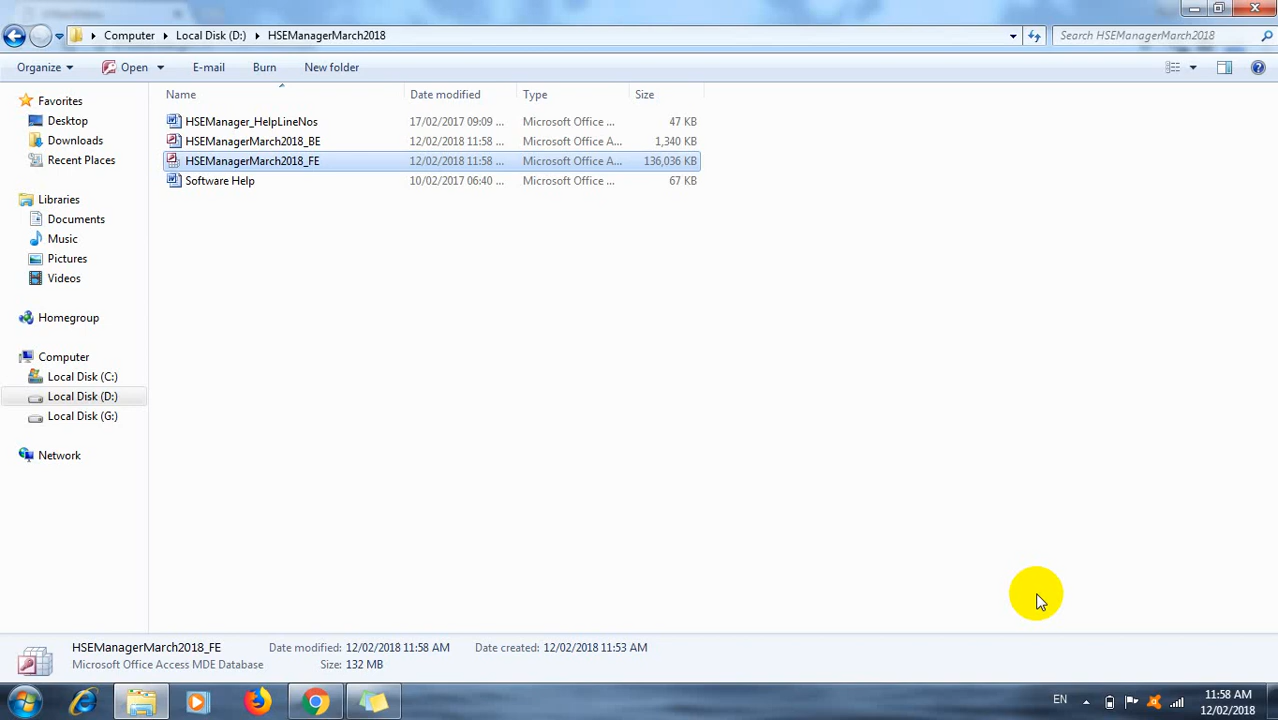 Computer Local Disk (D:) HSEManagerMarch2018 Search HSEManagerMarch2018
Organize Open E-mail Burn New folder
Name Date modified Type Size
HSEManager_HelpLineNos 17/02/2017 09:09 ... Microsoft Office ... 47 KB
HSEManagerMarch2018_BE 12/02/2018 11:58 ... Microsoft Office A... 1,340 KB
HSEManagerMarch2018_FE 12/02/2018 11:58 ... Microsoft Office A... 136,036 KB
Software Help 10/02/2017 06:40 ... Microsoft Office ... 67 KB
Favorites
Desktop
Downloads
Recent Places
Libraries
Documents
Music
Pictures
Videos
Homegroup
Computer
Local Disk (C:)
Local Disk (D:)
Local Disk (G:)
Network
HSEManagerMarch2018_FE Date modified: 12/02/2018 11:58 AM Date created: 12/02/2018 11:53 AM
Microsoft Office Access MDE Database Size: 132 MB
EN 11:58 AM
12/02/2018